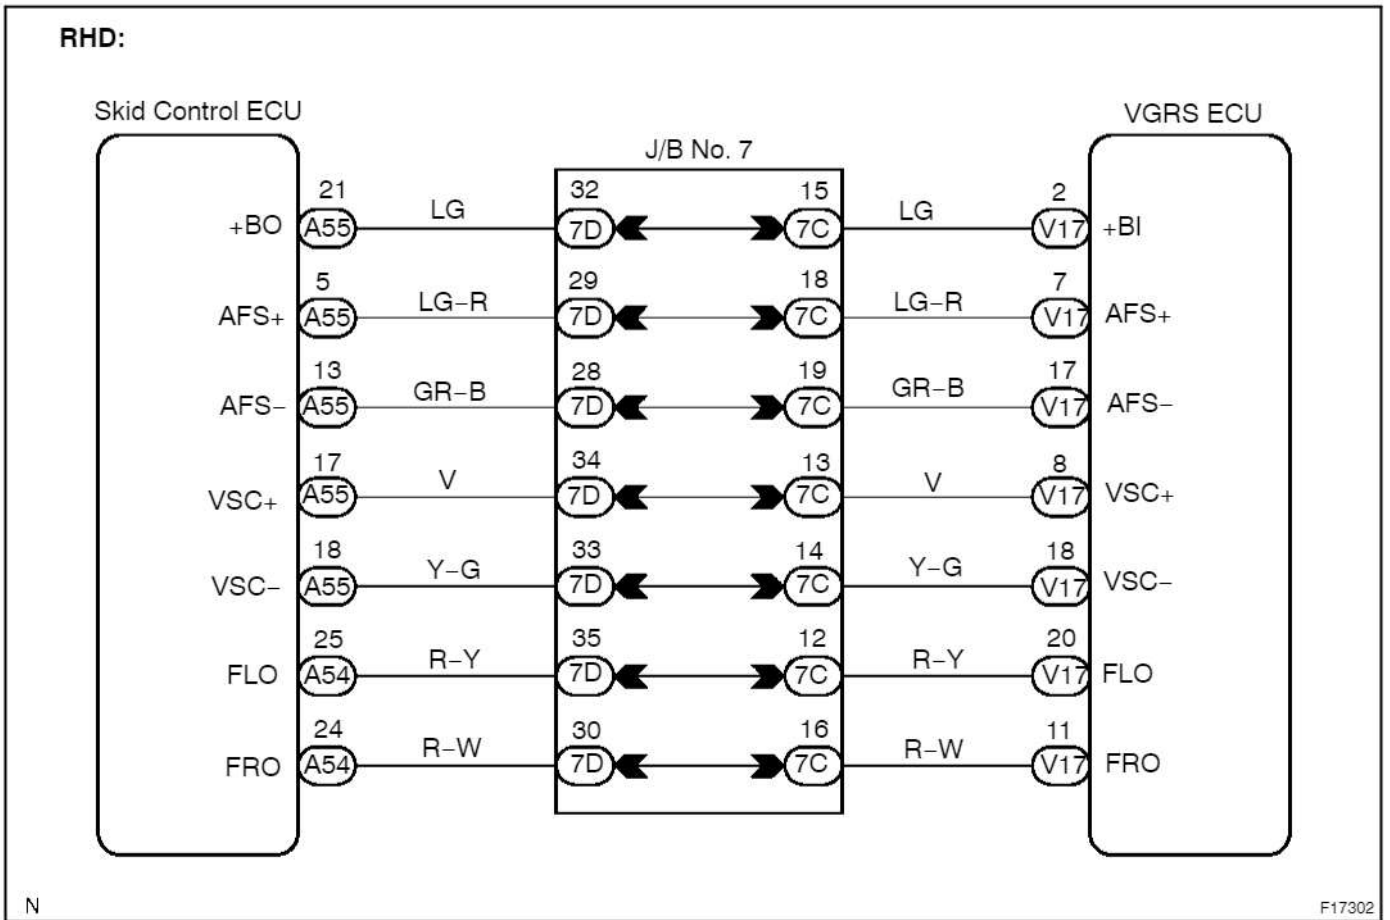 RHD:
Skid Control ECU
VGRS ECU
J/B No. 7
21 32 15 2
+BO A55 LG 7D 7C LG V17 +BI
5 29 18 7
AFS+ A55 LG−R 7D 7C LG−R V17 AFS+
13 28 19 17
AFS− A55 GR−B 7D 7C GR−B V17 AFS−
17 34 13 8
VSC+ A55 V 7D 7C V V17 VSC+
18 33 14 18
VSC− A55 Y−G 7D 7C Y−G V17 VSC−
25 35 12 20
FLO A54 R−Y 7D 7C R−Y V17 FLO
24 30 16 11
FRO A54 R−W 7D 7C R−W V17 FRO
N F17302